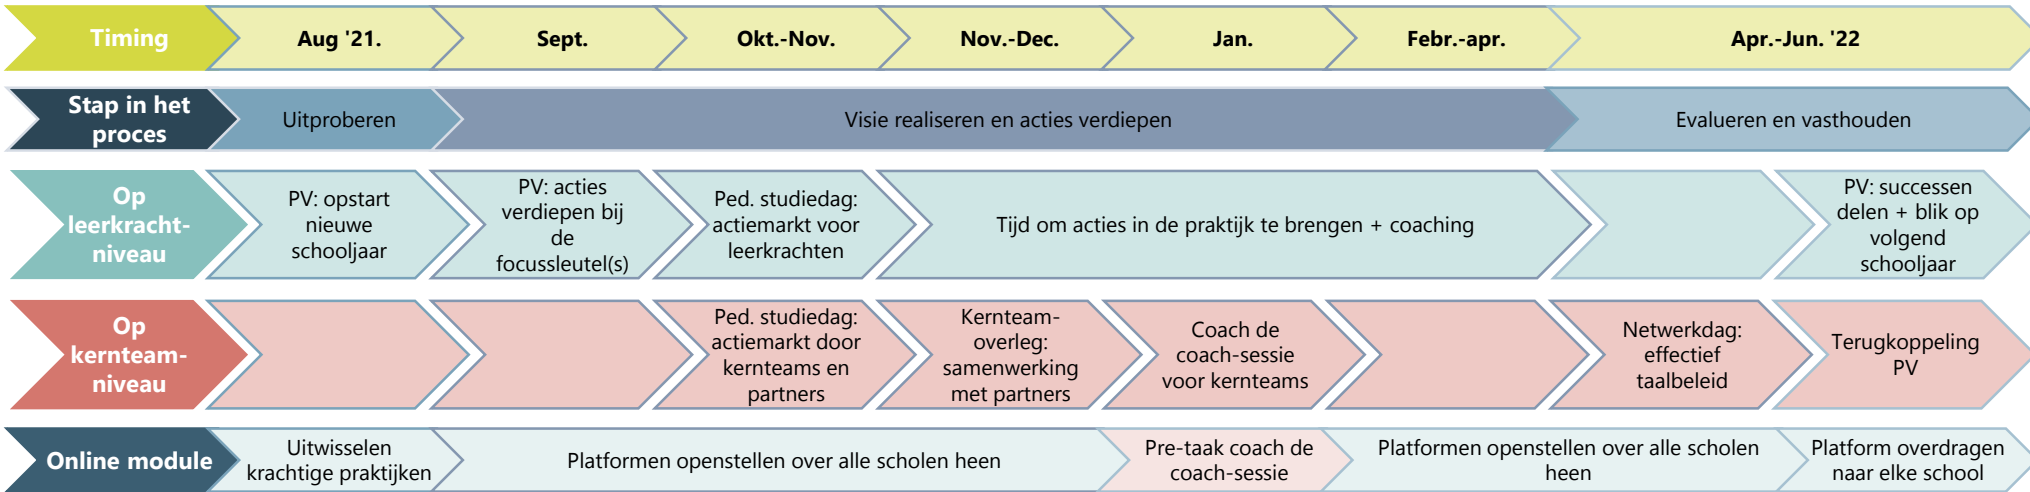 Timing
Aug '21.
Sept.
Okt.-Nov.
Nov.-Dec.
Jan.
Febr.-apr.
Apr.-Jun. '22
Stap in het
proces
Uitproberen
Visie realiseren en acties verdiepen
Evalueren en vasthouden
Op
leerkracht-
niveau
PV: opstart
nieuwe
schooljaar
PV: acties
verdiepen bij
de
focussleutel(s)
Ped. studiedag:
actiemarkt voor
leerkrachten
Tijd om acties in de praktijk te brengen + coaching
PV: successen
delen + blik op
volgend
schooljaar
Op
kernteam-
niveau
Ped. studiedag:
actiemarkt door
kernteams en
partners
Kernteam-
overleg:
samenwerking
met partners
Coach de
coach-sessie
voor kernteams
Netwerkdag:
effectief
taalbeleid
Terugkoppeling
PV
Online module
Uitwisselen
krachtige praktijken
Platformen openstellen over alle scholen heen
Pre-taak coach de
coach-sessie
Platformen openstellen over alle scholen
heen
Platform overdragen
naar elke school